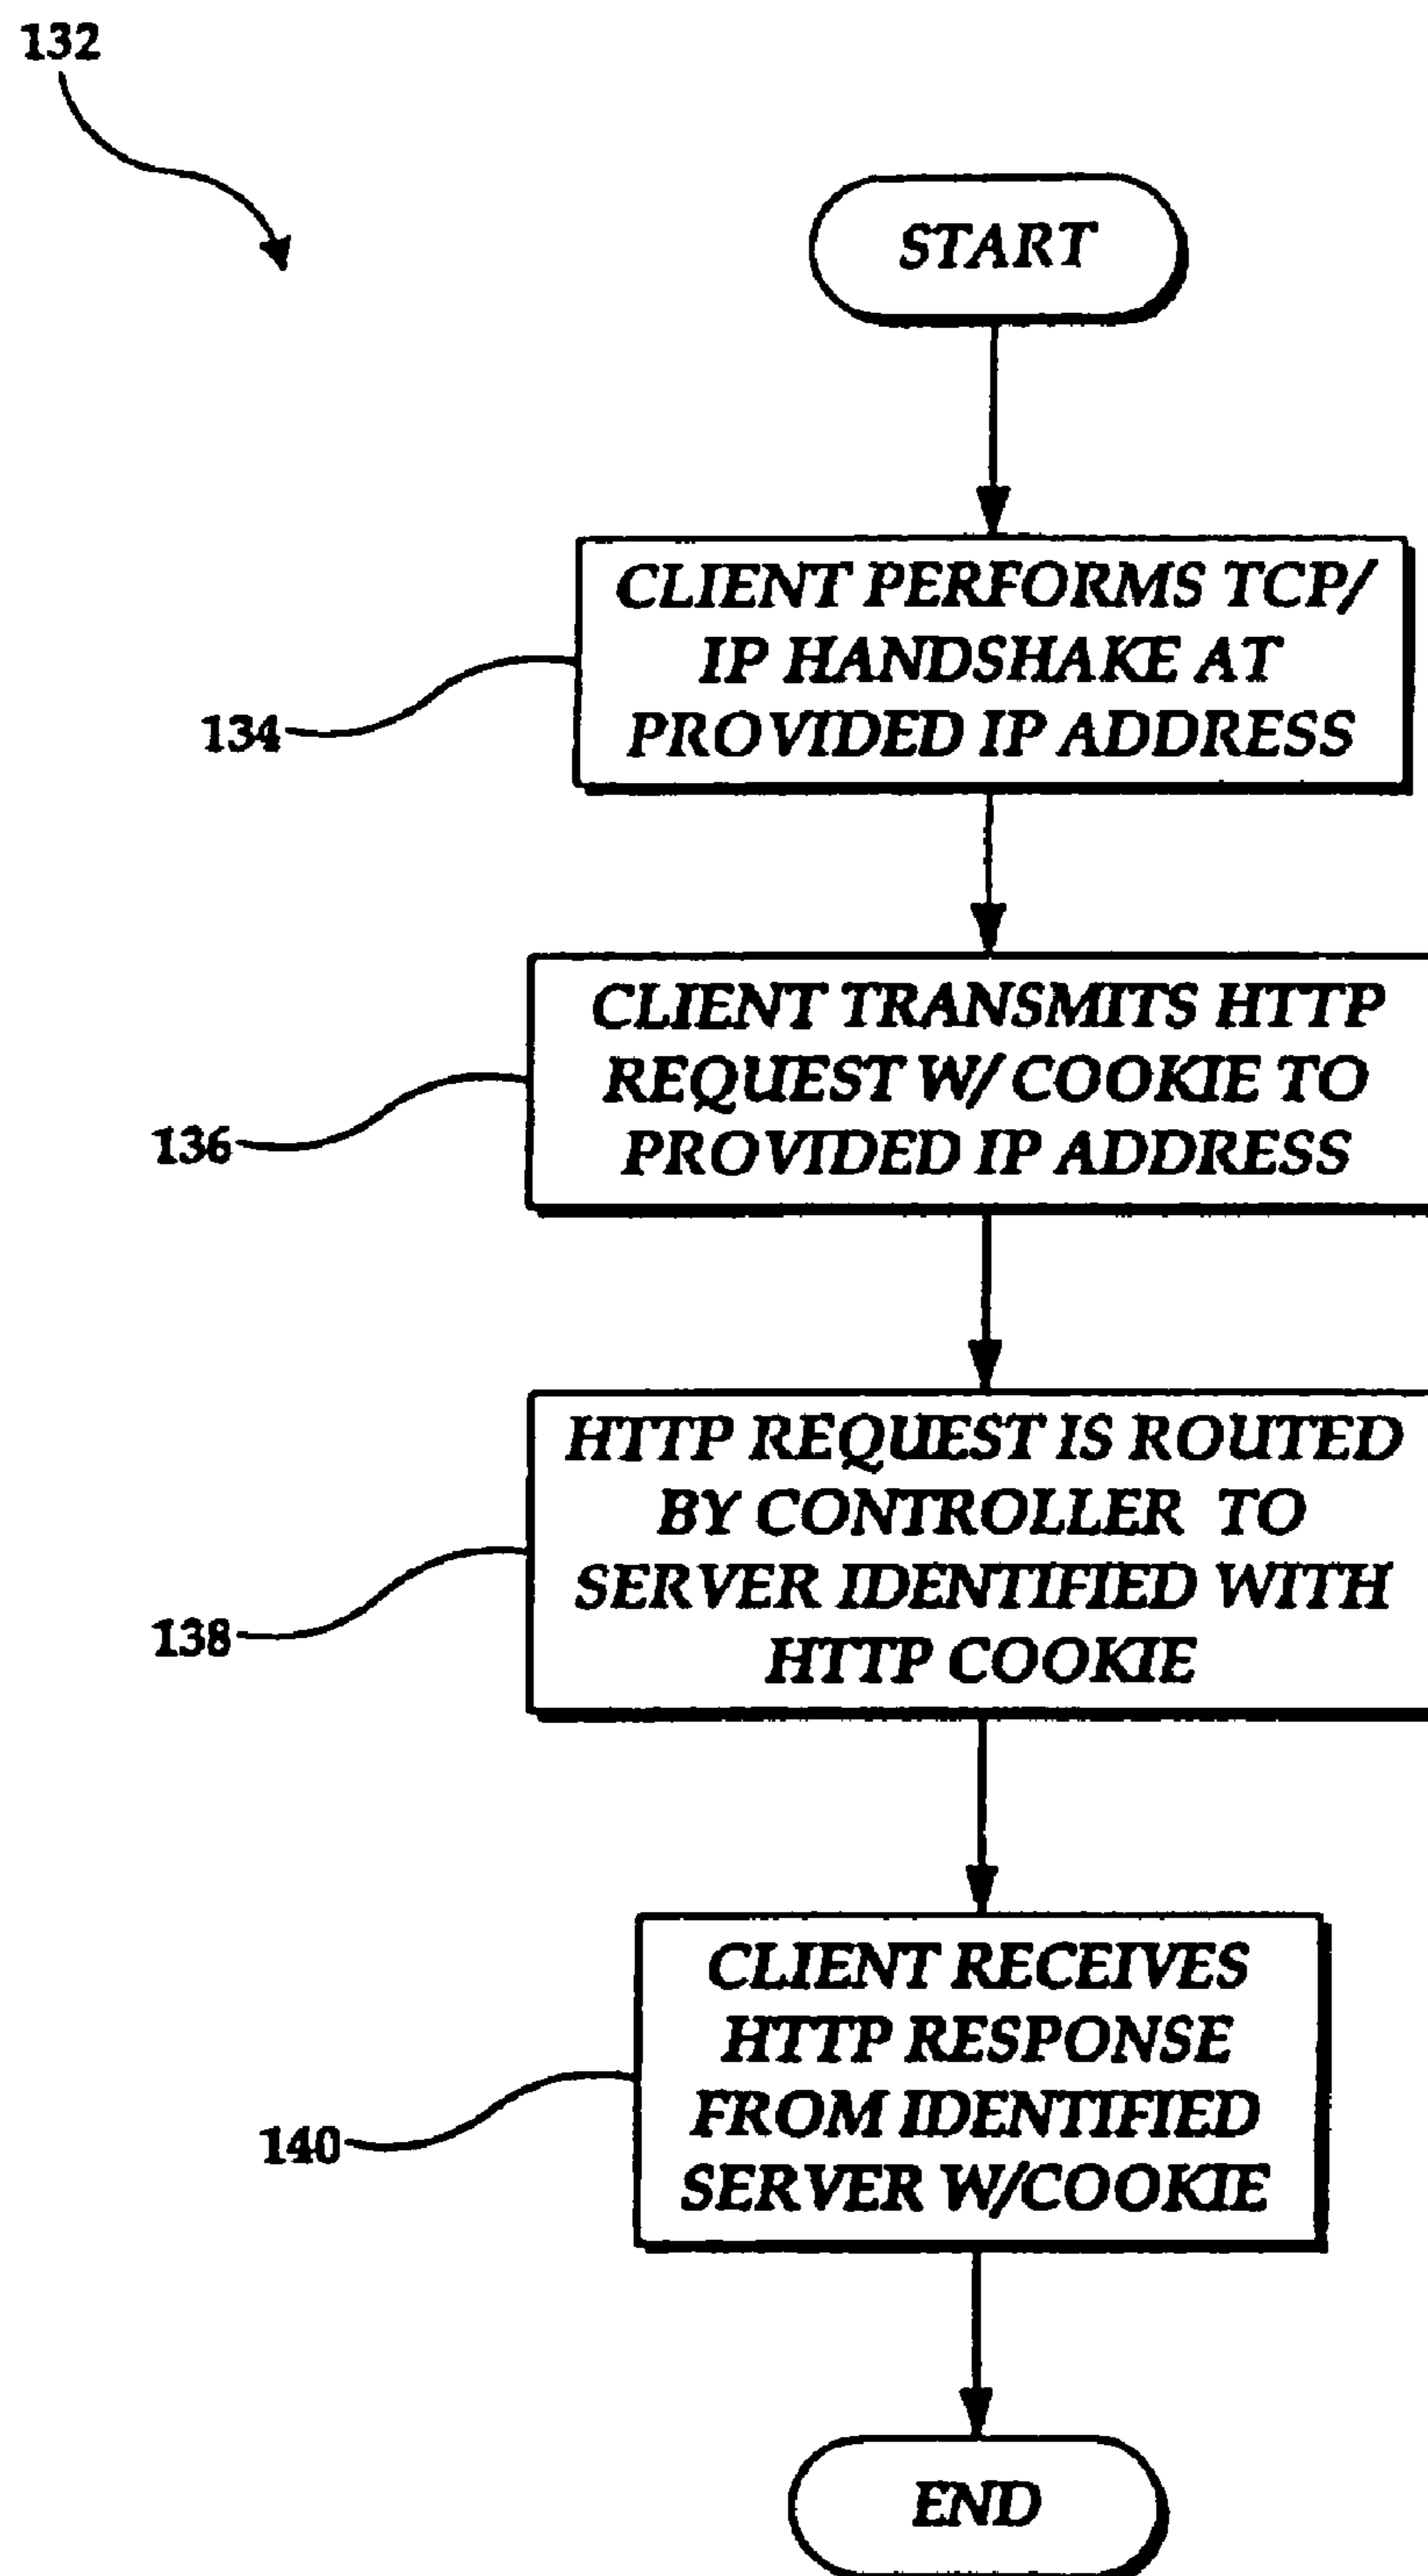 132
START
CLIENT PERFORMS TCP/
IP HANDSHAKE AT
PROVIDED IP ADDRESS
134
CLIENT TRANSMITS HTTP
REQUEST W/ COOKIE TO
PROVIDED IP ADDRESS
136
HTTP REQUEST IS ROUTED
BY CONTROLLER TO
SERVER IDENTIFIED WITH
HTTP COOKIE
138
CLIENT RECEIVES
HTTP RESPONSE
FROM IDENTIFIED
SERVER W/COOKIE
140
END